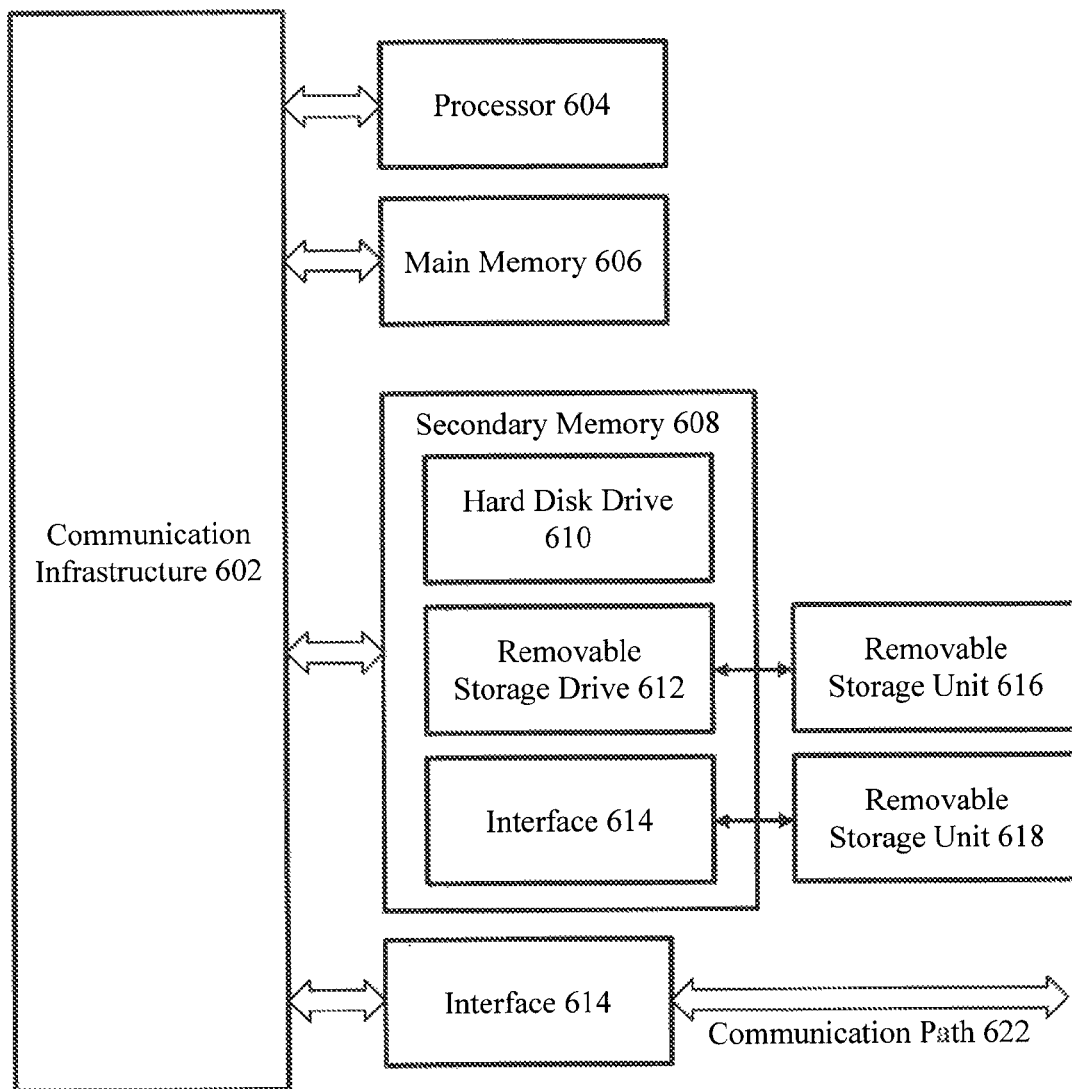 Processor 604
Main Memory 606
Communication
Infrastructure 602
Secondary Memory 608
Hard Disk Drive
610
Removable
Storage Drive 612
Removable
Storage Unit 616
Interface 614
Removable
Storage Unit 618
Interface 614
Communication Path 622